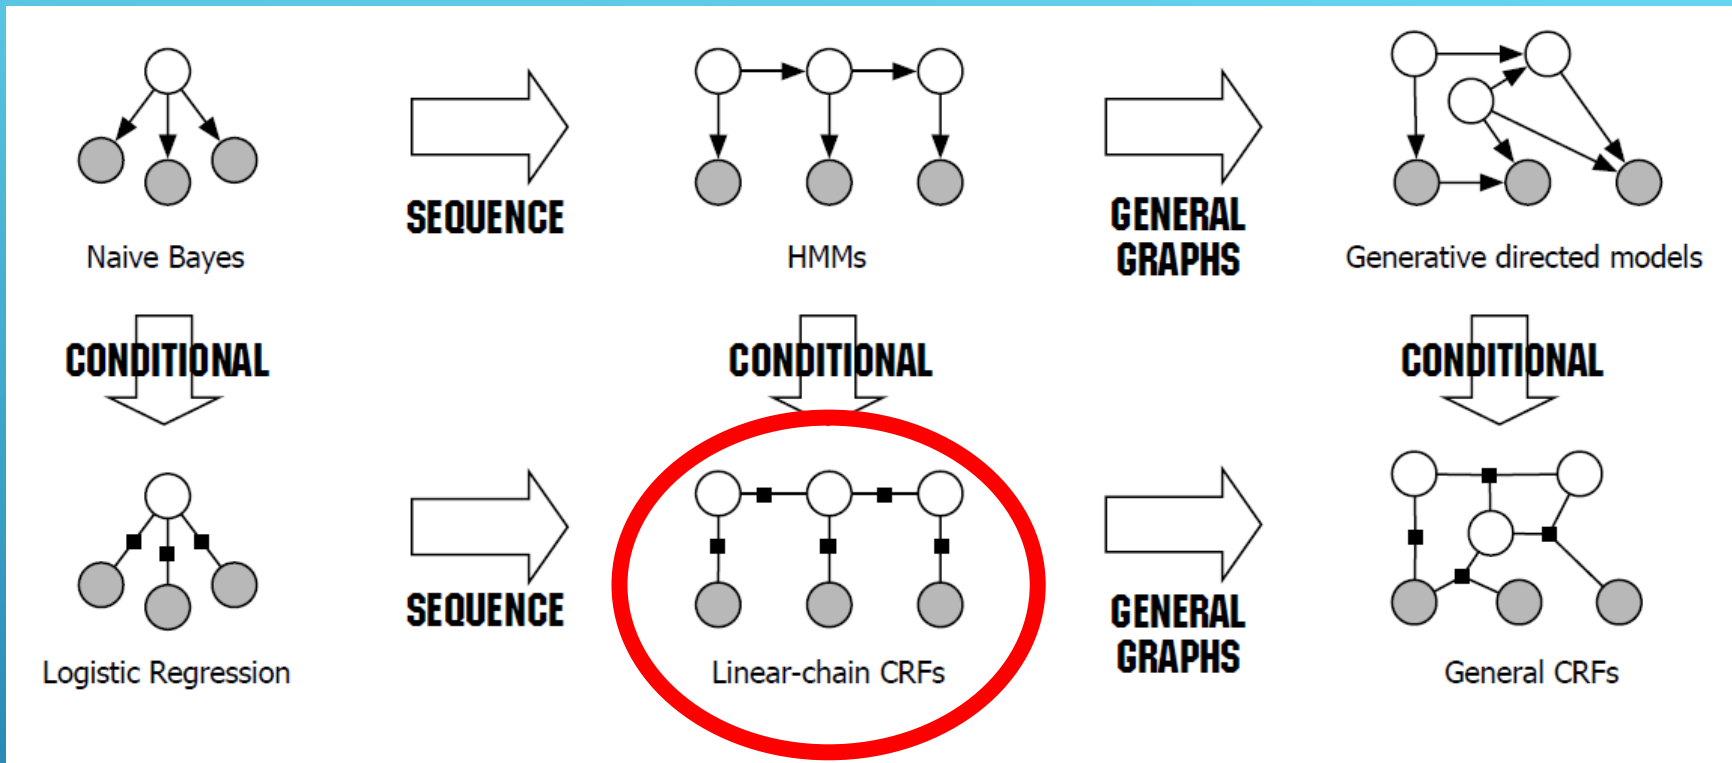 SEQUENCE
GENERAL
GRAPHS
Naive Bayes
HMMs
Generative directed models
CONDITIONAL
CONDITIONAL
CONDITIONAL
SEQUENCE
GENERAL
GRAPHS
Logistic Regression
Linear-chain CRFs
General CRFs